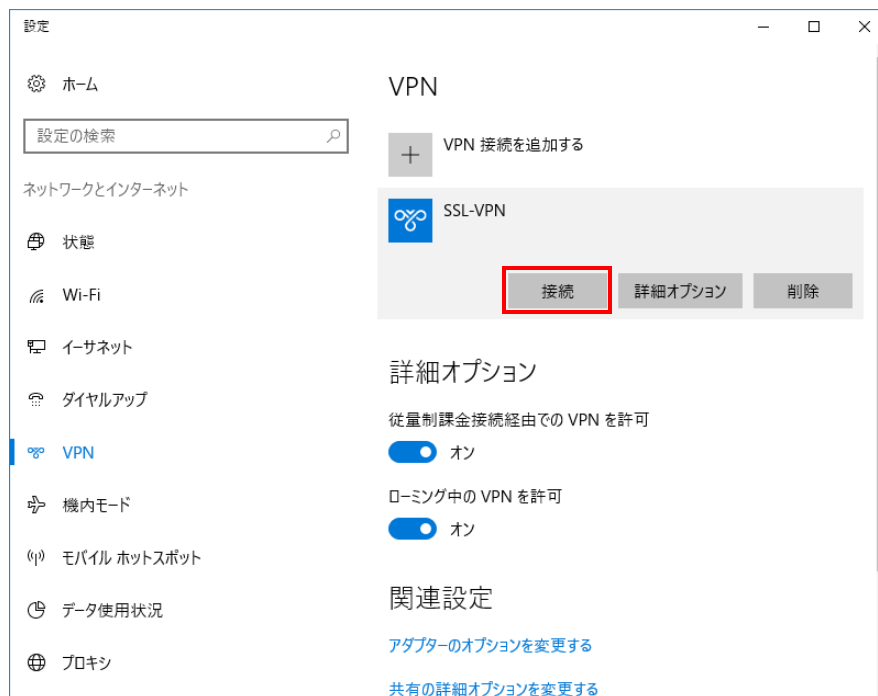 設定
ホーム
設定の検索
ネットワークとインターネット
状態
Wi-Fi
イーサネット
ダイヤルアップ
VPN
機内モード
モバイル ホットスポット
データ使用状況
プロキシ
VPN
VPN 接続を追加する
SSL-VPN
接続
詳細オプション
削除
詳細オプション
従量制課金接続経由での VPN を許可
オン
ローミング中の VPN を許可
オン
関連設定
アダプターのオプションを変更する
共有の詳細オプションを変更する